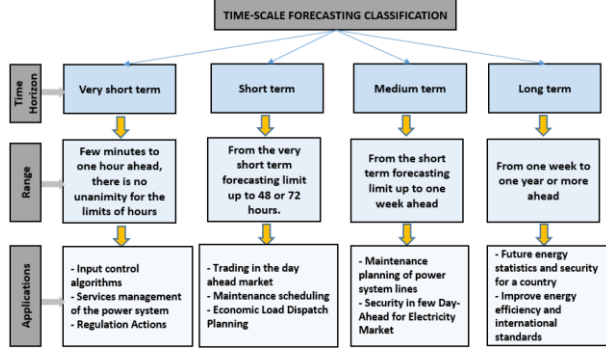 TIME-SCALE FORECASTING CLASSIFICATION
Time
Horizon
Very short term
Short term
Medium term
Long term
Range
Few minutes to
one hour ahead,
there is no
unanimity for the
limits of hours
From the very
short term
forecasting limit
up to 48 or 72
hours.
From the short
term forecasting
limit up to one
week ahead
From one week to
one year or more
ahead
Applications
- Input control
algorithms
- Services management
of the power system
- Regulation Actions
- Trading in the day
ahead market
- Maintenance scheduling
- Economic Load Dispatch
Planning
- Maintenance
planning of power
system lines
- Security in few Day-
Ahead for Electricity
Market
- Future energy
statistics and security
for a country
- Improve energy
efficiency and
international
standards